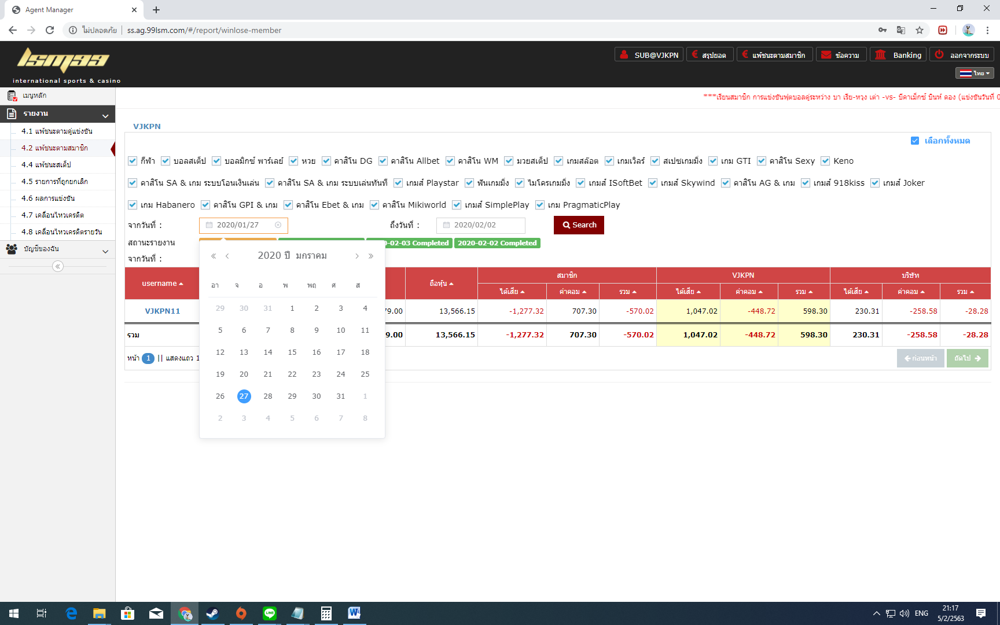 Agent Manager
ไม่ปลอดภัย ss.ag.99lsm.com/#/report/winlose-member
lsm99
international sports & casino
SUB@VJKPN สรุปยอด แพ้ชนะตามสมาชิก ข้อความ Banking ออกจากระบบ
ไทย
เมนูหลัก
รายงาน
4.1 แพ้ชนะตามคู่แข่งขัน
4.2 แพ้ชนะตามสมาชิก
4.4 แพ้ชนะสเต็ป
4.5 รายการที่ถูกยกเลิก
4.6 ผลการแข่งขัน
4.7 เคลื่อนไหวเครดิต
4.8 เคลื่อนไหวเครดิตรายวัน
บัญชีของฉัน
***เรียนสมาชิก การแข่งขันฟุตบอลคู่ระหว่าง บา เรีย-หวุง เต่า -vs- บีคาเม็กซ์ บินห์ ดอง (แข่งขันวันที่ 0
VJKPN
เลือกทั้งหมด
กีฬา บอลสเต็ป บอลมิกซ์ พาร์เลย์ หวย คาสิโน DG คาสิโน Allbet คาสิโน WM มวยสเต็ป เกมสล๊อต เกมเวิลร์ สเปซเกมมิ่ง เกม GTI คาสิโน Sexy Keno
คาสิโน SA & เกม ระบบโอนเงินเล่น คาสิโน SA & เกม ระบบเล่นทันที เกมส์ Playstar ฟันเกมมิ่ง ไมโครเกมมิ่ง เกมส์ ISoftBet เกมส์ Skywind คาสิโน AG & เกม เกมส์ 918kiss เกมส์ Joker
เกม Habanero คาสิโน GPI & เกม คาสิโน Ebet & เกม คาสิโน Mikiworld เกมส์ SimplePlay เกม PragmaticPlay
จากวันที่ : 2020/01/27 ถึงวันที่ : 2020/02/02 Search
สถานะรายงาน 0-02-03 Completed 2020-02-02 Completed
จากวันที่ :
2020 ปี มกราคม
อา จ อ พ พฤ ศ ส
29 30 31 1 2 3 4
5 6 7 8 9 10 11
12 13 14 15 16 17 18
19 20 21 22 23 24 25
26 27 28 29 30 31 1
2 3 4 5 6 7 8
username ถือหุ้น สมาชิก VJKPN บริษัท
ได้เสีย ค่าคอม รวม ได้เสีย ค่าคอม รวม ได้เสีย ค่าคอม รวม
VJKPN11 79.00 13,566.15 -1,277.32 707.30 -570.02 1,047.02 -448.72 598.30 230.31 -258.58 -28.28
รวม 9.00 13,566.15 -1,277.32 707.30 -570.02 1,047.02 -448.72 598.30 230.31 -258.58 -28.28
หน้า 1 || แสดงแถว 1
ก่อนหน้า ถัดไป
ENG
21:17
5/2/2563